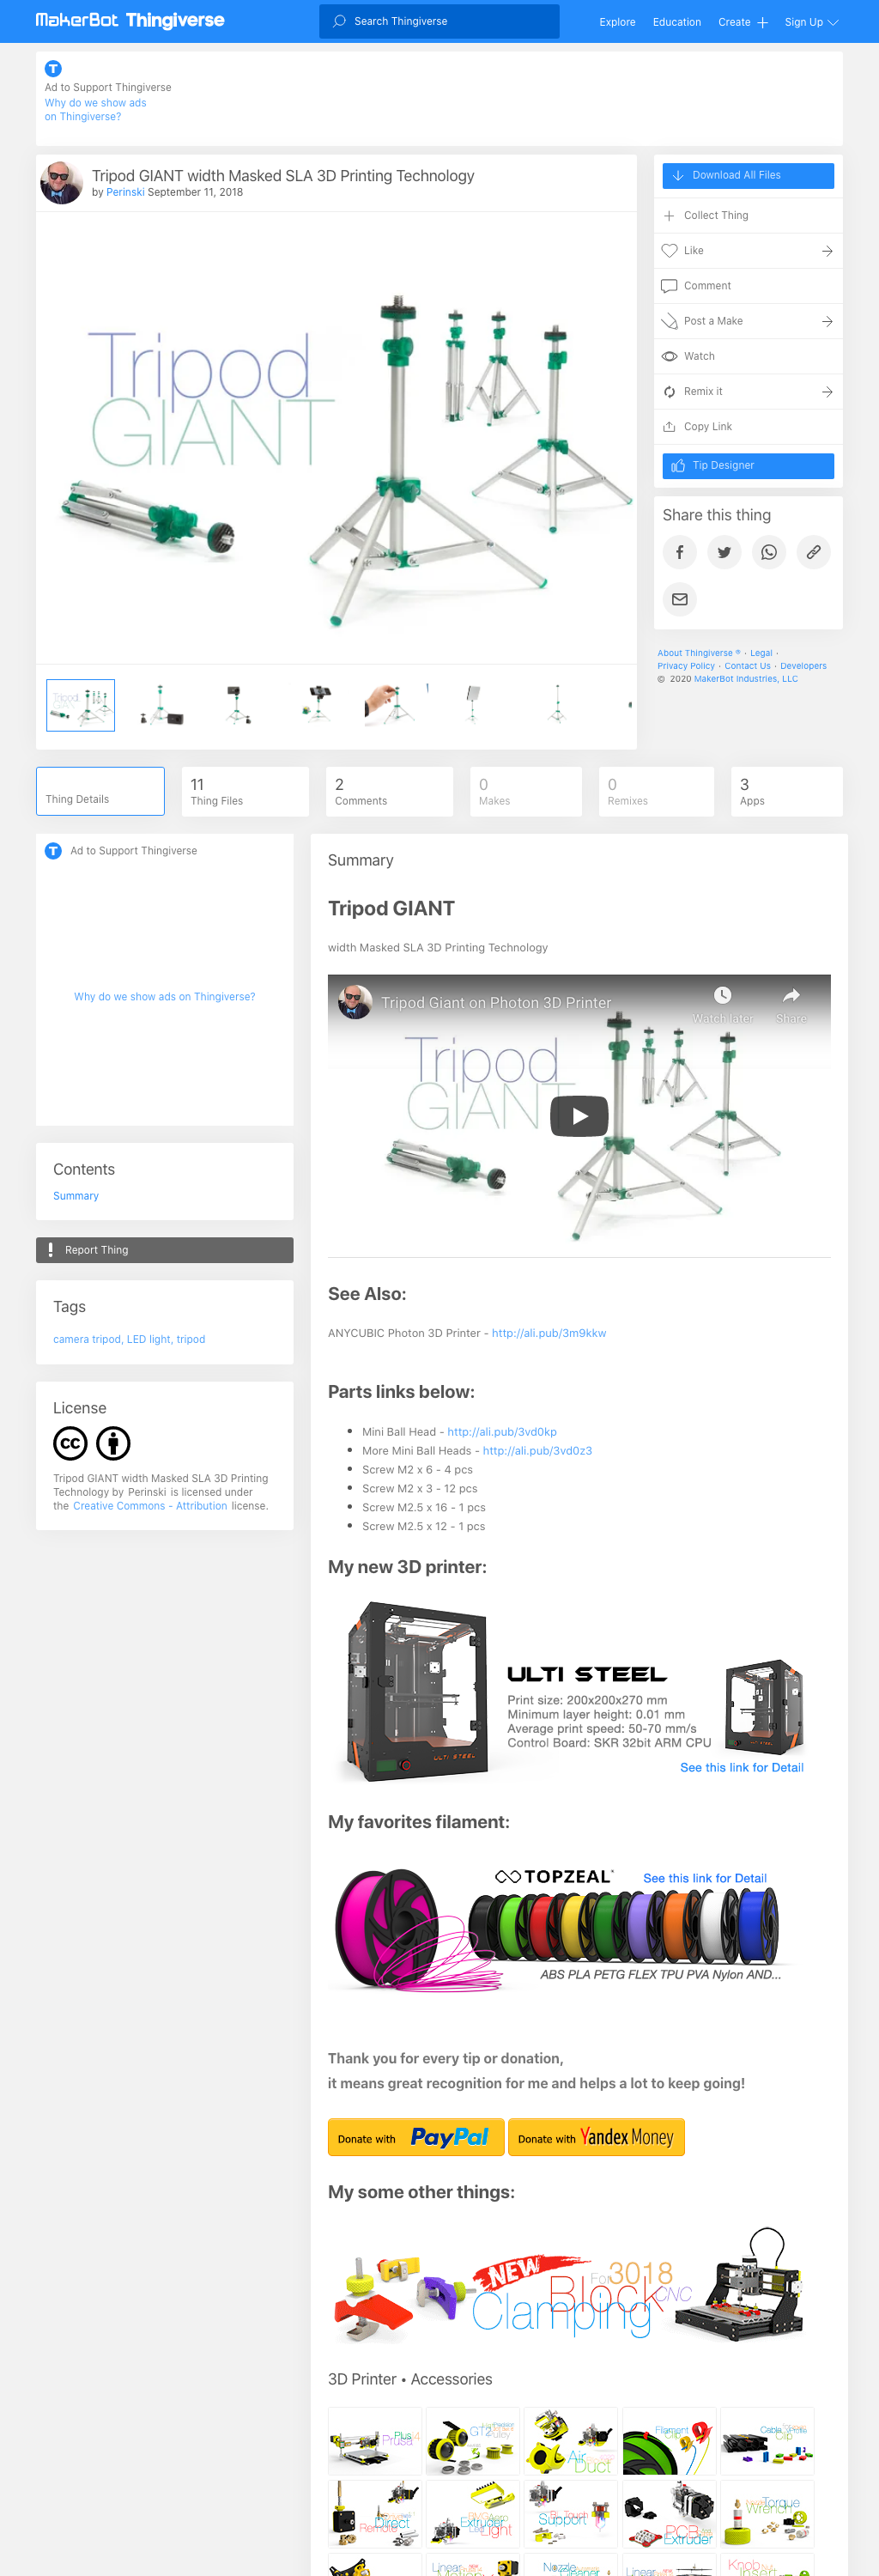 MakerBot Thingiverse
Search Thingiverse
Explore
Education
Create
Sign Up
Ad to Support Thingiverse
Why do we show ads
on Thingiverse?
Tripod GIANT width Masked SLA 3D Printing Technology
by Perinski September 11, 2018
Tripod
GIANT
Download All Files
Collect Thing
Like
Comment
Post a Make
Watch
Remix it
Copy Link
Tip Designer
Share this thing
About Thingiverse ® · Legal ·
Privacy Policy · Contact Us · Developers
© 2020 MakerBot Industries, LLC
Thing Details
11
Thing Files
2
Comments
0
Makes
0
Remixes
3
Apps
Ad to Support Thingiverse
Why do we show ads on Thingiverse?
Contents
Summary
Report Thing
Tags
camera tripod, LED light, tripod
License
cc
Tripod GIANT width Masked SLA 3D Printing
Technology by Perinski is licensed under
the Creative Commons - Attribution license.
Summary
Tripod GIANT
width Masked SLA 3D Printing Technology
Tripod Giant on Photon 3D Printer
Watch later
Share
Tripod
GIANT
See Also:
ANYCUBIC Photon 3D Printer - http://ali.pub/3m9kkw
Parts links below:
• Mini Ball Head - http://ali.pub/3vd0kp
• More Mini Ball Heads - http://ali.pub/3vd0z3
• Screw M2 x 6 - 4 pcs
• Screw M2 x 3 - 12 pcs
• Screw M2.5 x 16 - 1 pcs
• Screw M2.5 x 12 - 1 pcs
My new 3D printer:
ULTI STEEL
ULTI STEEL
Print size: 200x200x270 mm
Minimum layer height: 0.01 mm
Average print speed: 50-70 mm/s
Control Board: SKR 32bit ARM CPU
See this link for Detail
My favorites filament:
TOPZEAL
See this link for Detail
ABS PLA PETG FLEX TPU PVA Nylon AND...
Thank you for every tip or donation,
it means great recognition for me and helps a lot to keep going!
Donate with PayPal
Donate with Yandex Money
My some other things:
NEW
For 3018
Block CNC
Clamping
3D Printer • Accessories
Plus
Prusa
GT2
Pulley
Air
Duct
Filament
Clip
Cable
Clip
Direct
Remote
Extruder
Light
BL Touch
Support
PCB
Extruder
Torque
Wrench
Linear
Nozzle
Linear
Knob
Insert